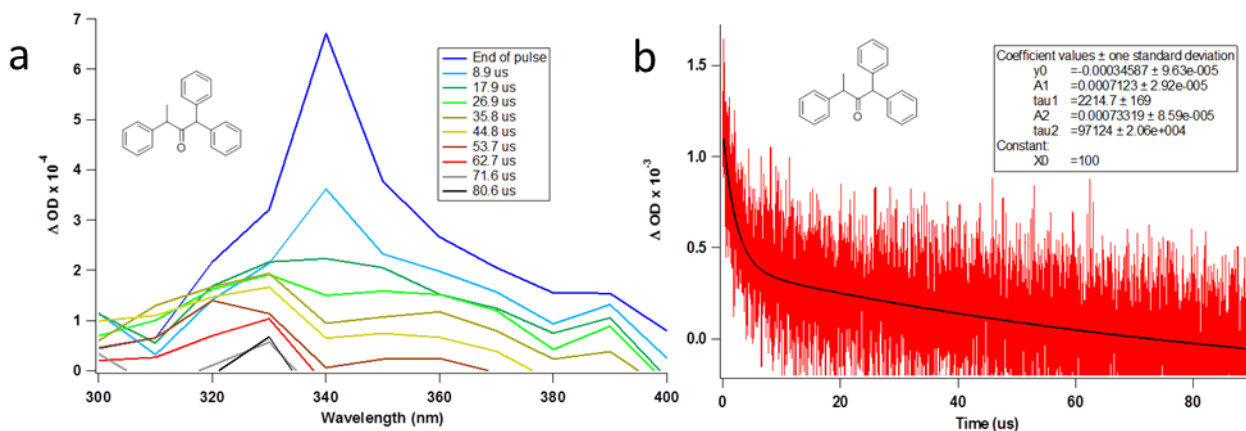 a
7
6
5
4
3
2
1
0
Δ OD x 10⁻⁴
300
320
340
360
380
400
Wavelength (nm)
O
End of pulse
8.9 us
17.9 us
26.9 us
35.8 us
44.8 us
53.7 us
62.7 us
71.6 us
80.6 us
b
1.5
1.0
0.5
0.0
Δ OD x 10⁻³
0
20
40
60
80
Time (us)
O
Coefficient values ± one standard deviation
y0 =-0.00034587 ± 9.63e-005
A1 =0.0007123 ± 2.92e-005
tau1 =2214.7 ± 169
A2 =0.00073319 ± 8.59e-005
tau2 =97124 ± 2.06e+004
Constant:
X0 =100